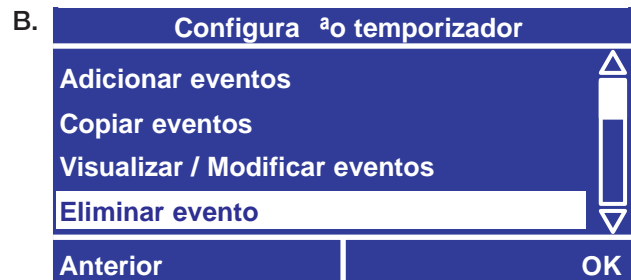 B.
Configura ªo temporizador
Adicionar eventos
Copiar eventos
Visualizar / Modificar eventos
Eliminar evento
Anterior OK